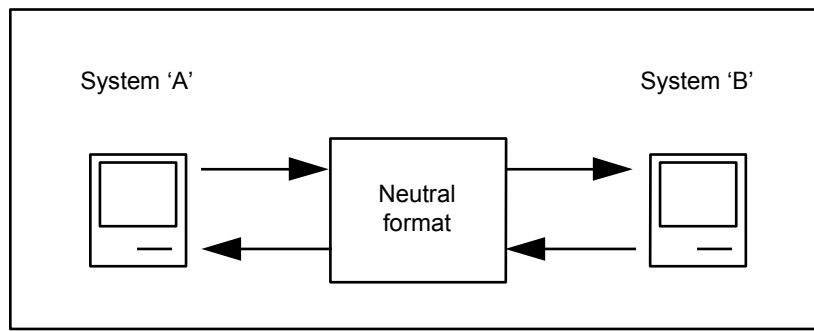 System ‘A’
System ‘B’
Neutral
format